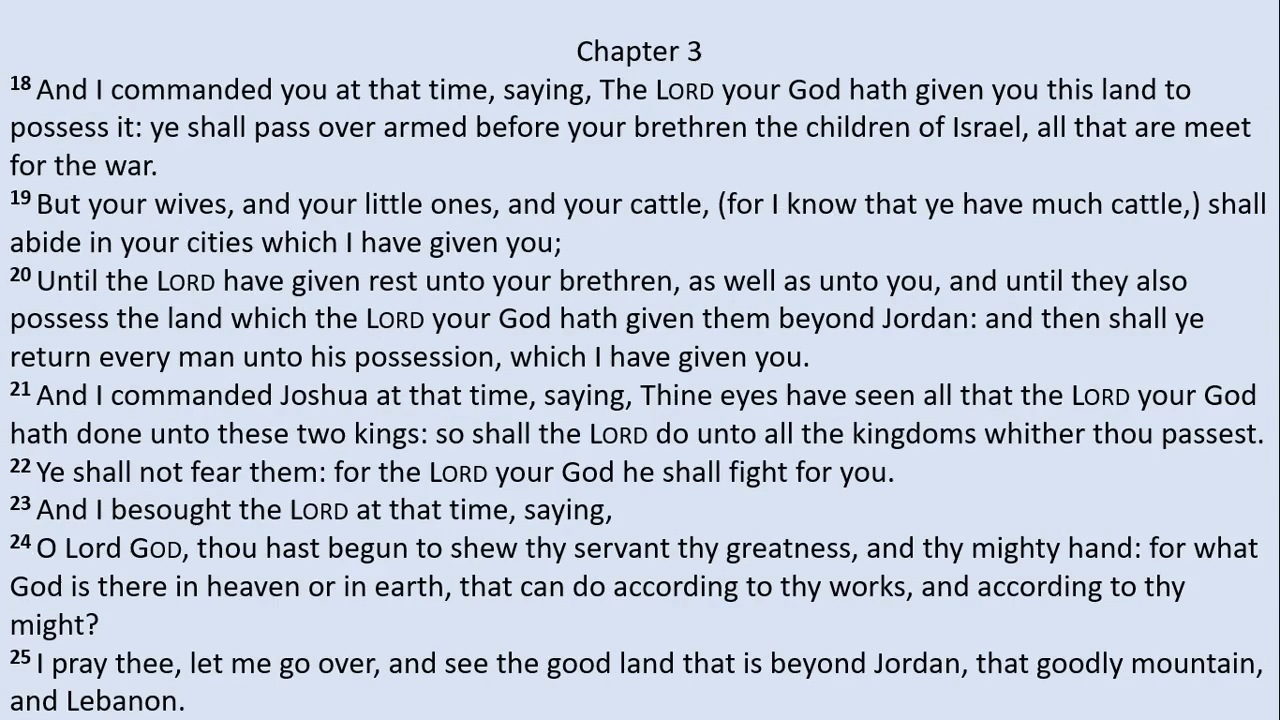 Chapter 3
18 And I commanded you at that time, saying, The LORD your God hath given you this land to
possess it: ye shall pass over armed before your brethren the children of Israel, all that are meet
for the war.
19 But your wives, and your little ones, and your cattle, (for I know that ye have much cattle,) shall
abide in your cities which I have given you;
20 Until the LORD have given rest unto your brethren, as well as unto you, and until they also
possess the land which the LORD your God hath given them beyond Jordan: and then shall ye
return every man unto his possession, which I have given you.
21 And I commanded Joshua at that time, saying, Thine eyes have seen all that the LORD your God
hath done unto these two kings: so shall the LORD do unto all the kingdoms whither thou passest.
22 Ye shall not fear them: for the LORD your God he shall fight for you.
23 And I besought the LORD at that time, saying,
24 O Lord GOD, thou hast begun to shew thy servant thy greatness, and thy mighty hand: for what
God is there in heaven or in earth, that can do according to thy works, and according to thy
might?
25 I pray thee, let me go over, and see the good land that is beyond Jordan, that goodly mountain,
and Lebanon.